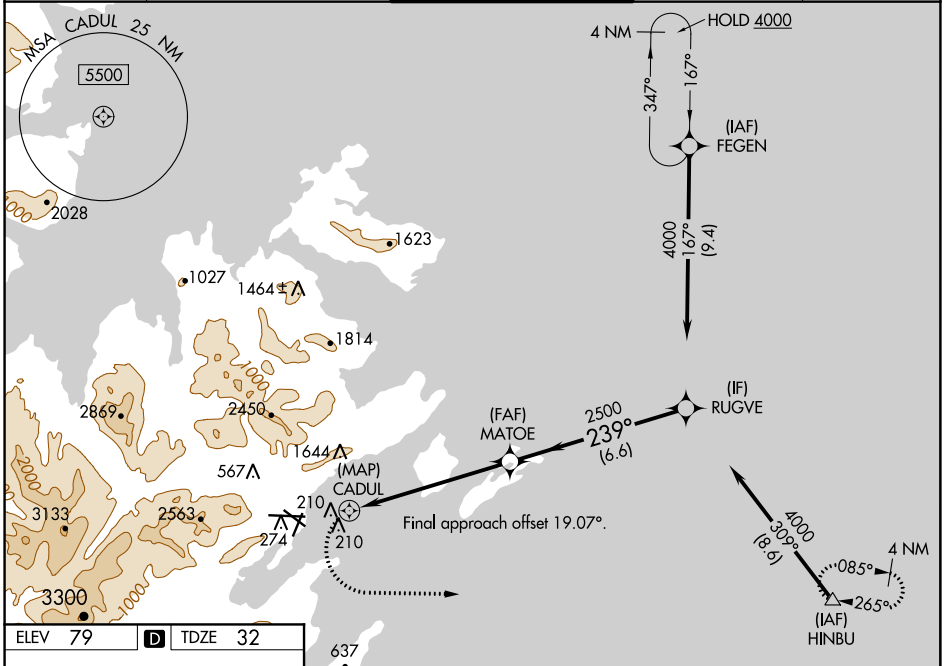 MSA CADUL 25 NM
5500
HOLD 4000
4 NM
347°
167°
(IAF)
FEGEN
4000
167°
(9.4)
1000
2028
1623
1027
1464 ±
1814
1000
2869
2450
(IF)
RUGVE
(FAF)
MATOE
2500
239°
(6.6)
1644
567
(MAP)
CADUL
2000
3133
2563
210
274
210
Final approach offset 19.07°.
4000
309°
(8.6)
4 NM
085°
265°
(IAF)
HINBU
3300
1000
ELEV 79 D TDZE 32
637